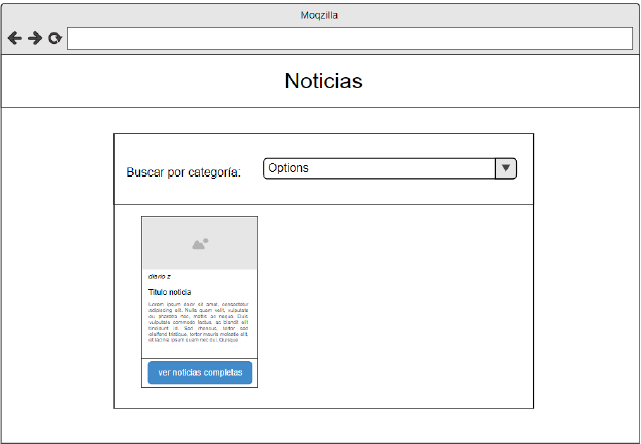 Moqzilla
Noticias
Buscar por categoría:
Options
diario z
Título noticia
Lorem ipsum dolor sit amet, consectetur
adipiscing elit. Nulla quam velit, vulputate
eu pharetra nec, mattis ac neque. Duis
vulputate commodo lectus, ac blandit elit
tincidunt id. Sed rhoncus, tortor sed
eleifend tristique, tortor mauris molestie elit,
et lacinia ipsum quam nec dui. Quisque
ver noticias completas